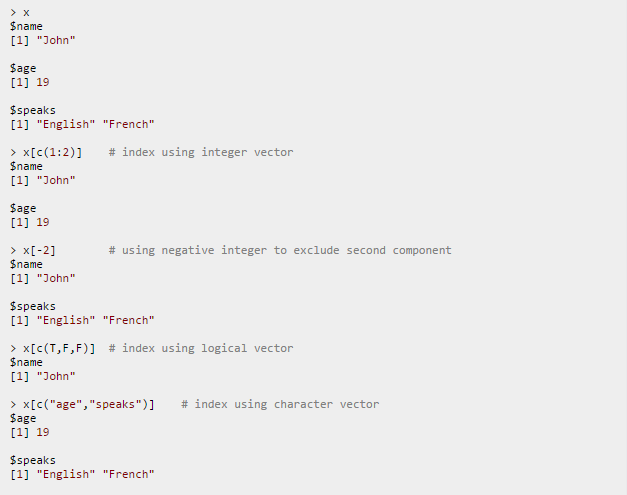 > x
$name
[1] "John"
$age
[1] 19
$speaks
[1] "English" "French"
> x[c(1:2)]    # index using integer vector
$name
[1] "John"
$age
[1] 19
> x[-2]        # using negative integer to exclude second component
$name
[1] "John"
$speaks
[1] "English" "French"
> x[c(T,F,F)]  # index using logical vector
$name
[1] "John"
> x[c("age","speaks")]    # index using character vector
$age
[1] 19
$speaks
[1] "English" "French"